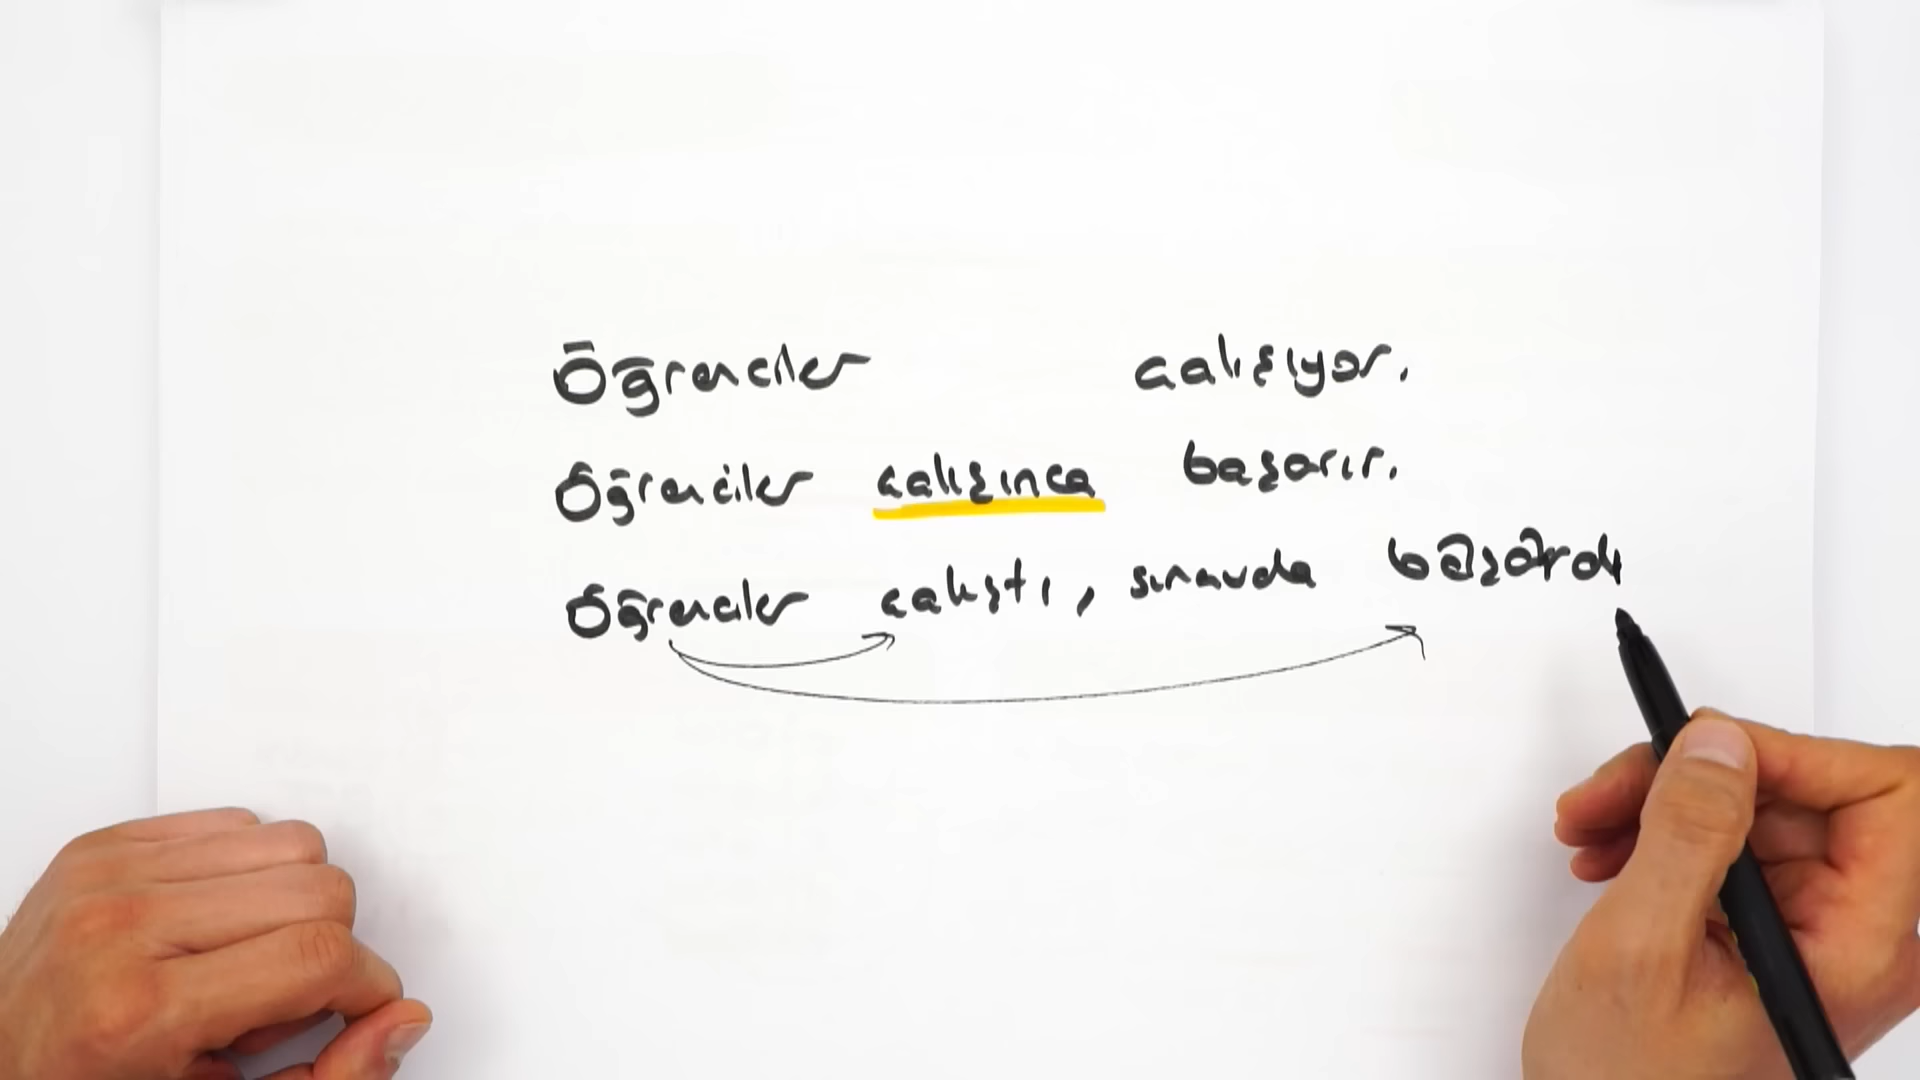 Öğrenciler çalışıyor.
Öğrenciler çalışınca başarır.
Öğrenciler çalıştı, sınavda başardı